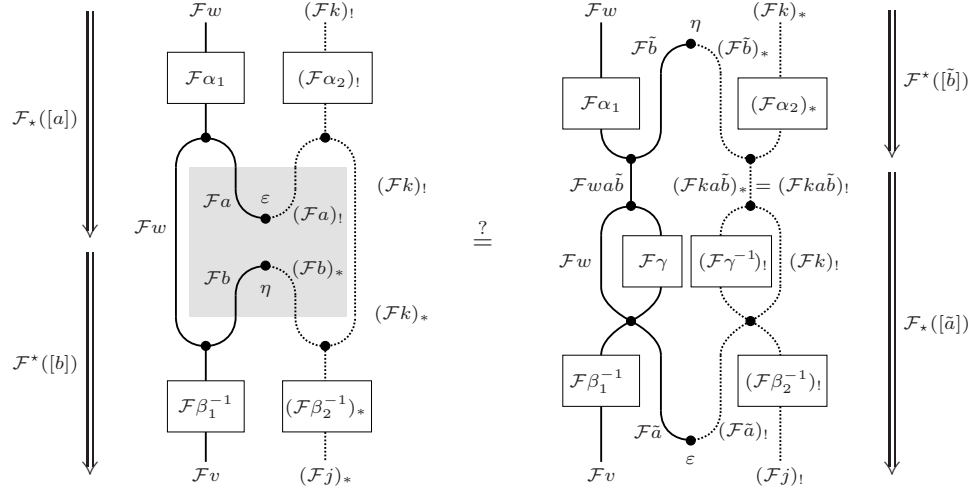 ℱw (ℱk)_!
ℱα₁ (ℱα₂)_!
ℱ_⋆([a])
ℱa ε (ℱa)_! (ℱk)_!
ℱw
ℱb η (ℱb)_* (ℱk)_*
ℱ^⋆([b])
ℱβ₁⁻¹ (ℱβ₂⁻¹)_*
ℱv (ℱj)_*
?
=
ℱw η (ℱk)_*
ℱb̃ (ℱb̃)_*
ℱα₁ (ℱα₂)_* ℱ^⋆([b̃])
ℱwab̃ (ℱkab̃)_* = (ℱkab̃)_!
ℱw ℱγ (ℱγ⁻¹)_! (ℱk)_!
ℱ_⋆([ã])
ℱβ₁⁻¹ (ℱβ₂⁻¹)_!
ℱã ε (ℱã)_!
ℱv (ℱj)_!